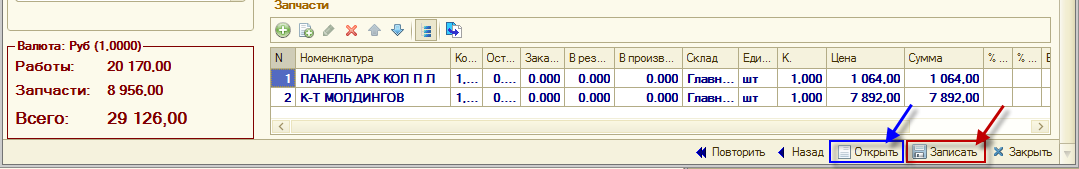 Запчасти
Валюта: Руб (1,0000)
Работы: 20 170,00
Запчасти: 8 956,00
Всего: 29 126,00
N Номенклатура Ко... Ост... Зака... В рез... В произв... Склад Еди... К. Цена Сумма % ... % ... В
1 ПАНЕЛЬ АРК КОЛ П Л 1,... 0.... 0.000 0.000 0.000 Главн... шт 1,000 1 064,00 1 064,00
2 К-Т МОЛДИНГОВ 1,... 0.... 0.000 0.000 0.000 Главн... шт 1,000 7 892,00 7 892,00
Повторить Назад Открыть Записать Закрыть